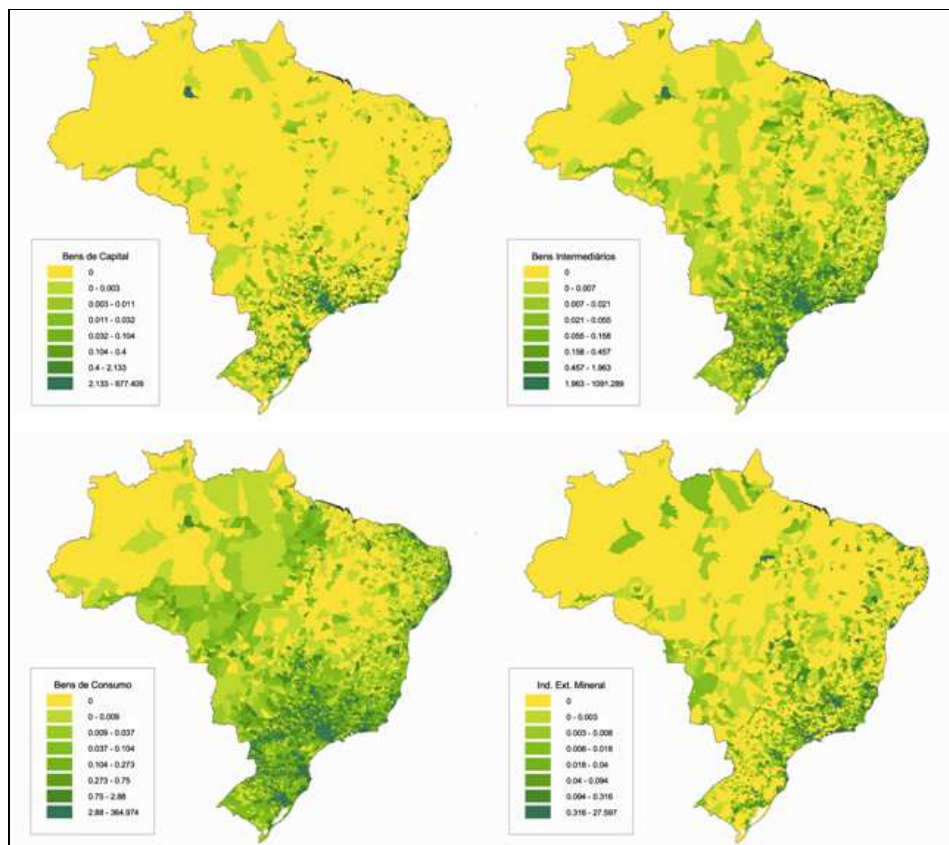 Bens de Capital
0
0 - 0.003
0.003 - 0.011
0.011 - 0.032
0.032 - 0.104
0.104 - 0.4
0.4 - 2.133
2.133 - 877.409
Bens Intermediários
0
0 - 0.007
0.007 - 0.021
0.021 - 0.055
0.055 - 0.158
0.158 - 0.457
0.457 - 1.963
1.963 - 1091.289
Bens de Consumo
0
0 - 0.009
0.009 - 0.037
0.037 - 0.104
0.104 - 0.273
0.273 - 0.75
0.75 - 2.88
2.88 - 364.974
Ind. Ext. Mineral
0
0 - 0.003
0.003 - 0.008
0.008 - 0.018
0.018 - 0.04
0.04 - 0.094
0.094 - 0.316
0.316 - 27.597